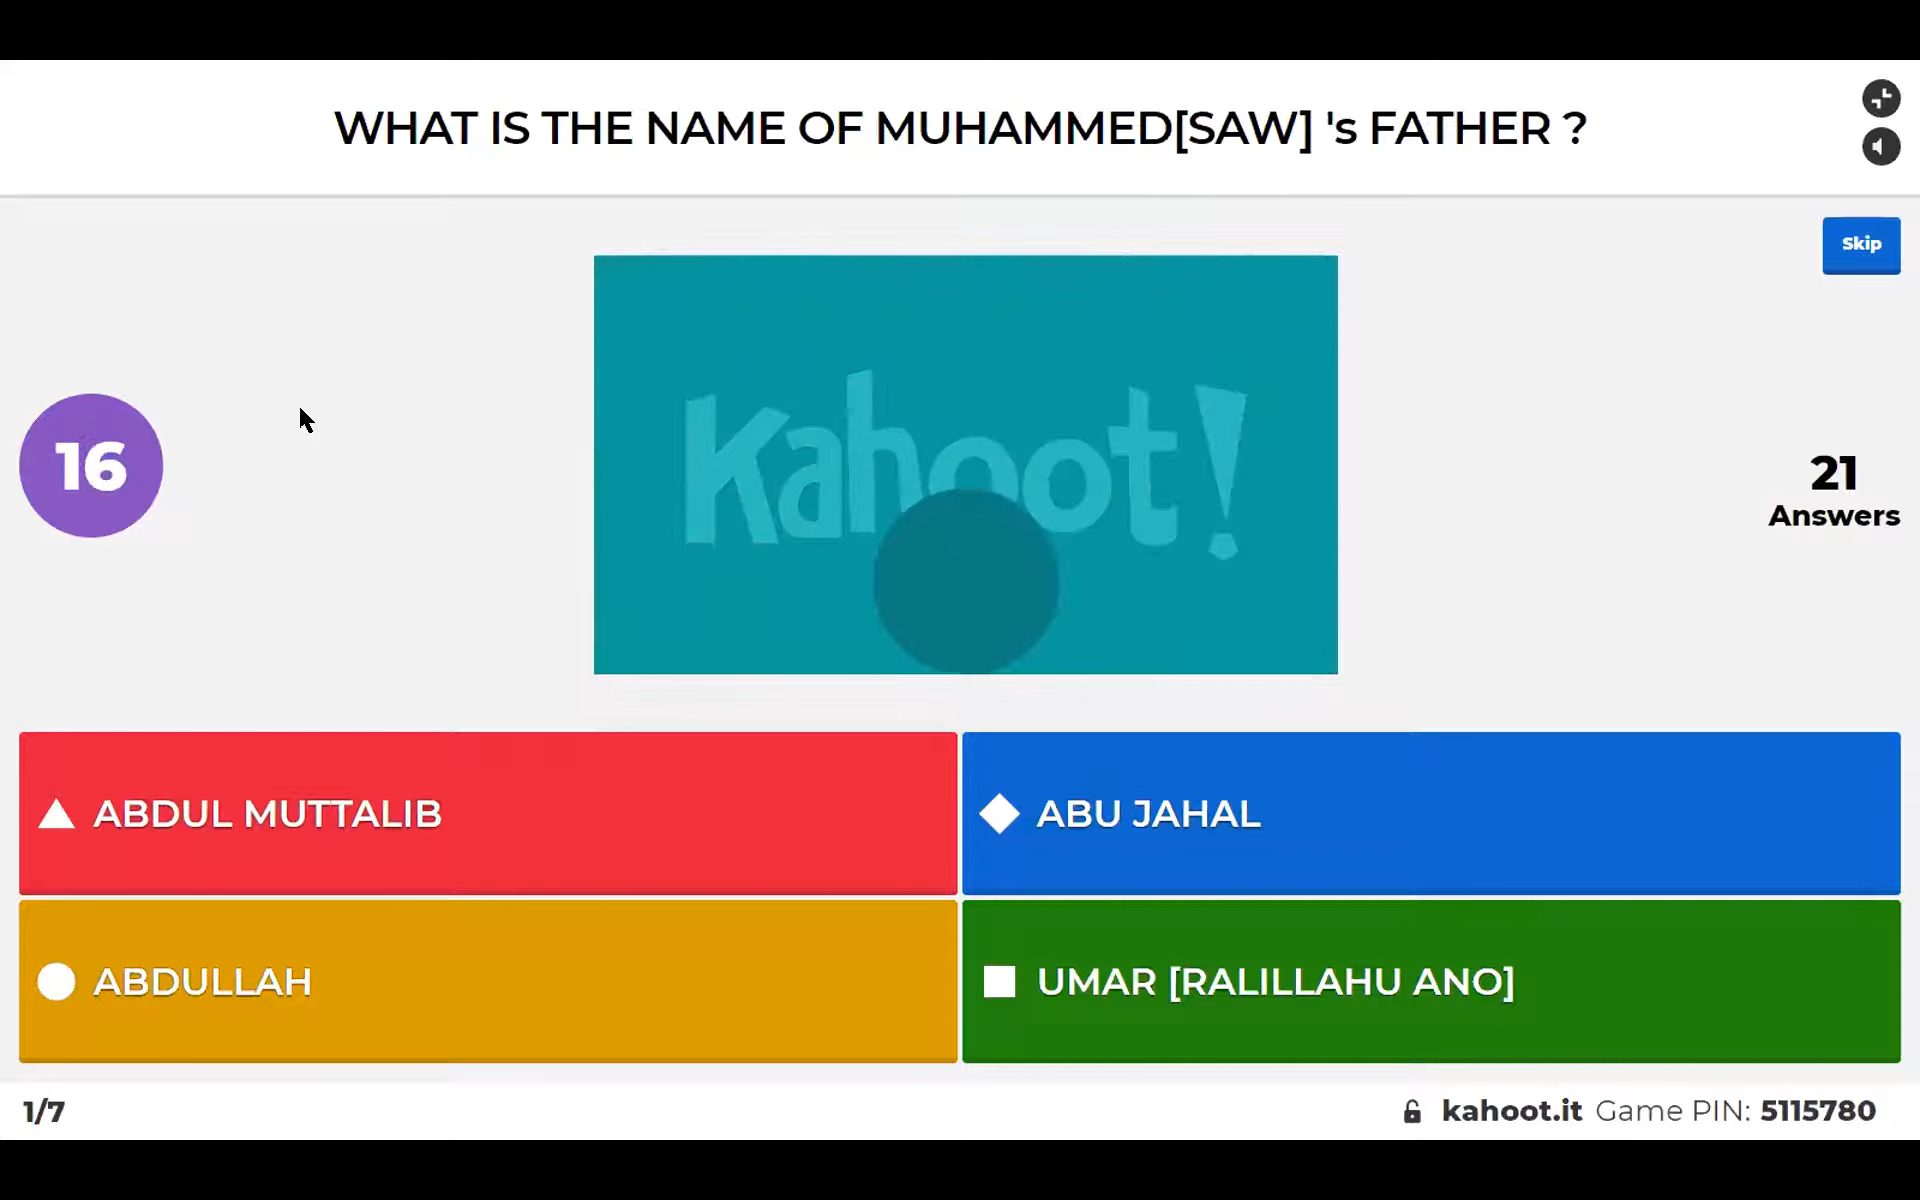 WHAT IS THE NAME OF MUHAMMED[SAW] 's FATHER ?
Skip
Kahoot!
16
21
Answers
ABDUL MUTTALIB
ABU JAHAL
ABDULLAH
UMAR [RALILLAHU ANO]
1/7
kahoot.it Game PIN: 5115780